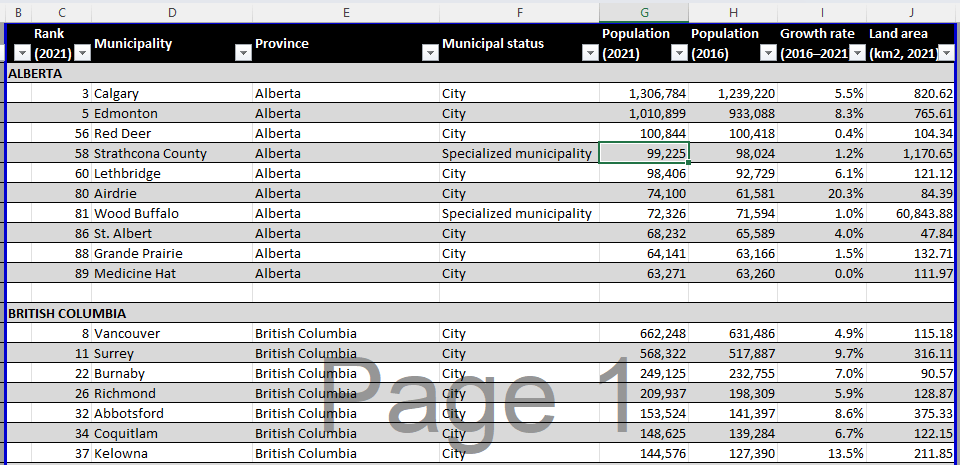 B C D E F G H I J
Rank (2021) Municipality Province Municipal status Population (2021) Population (2016) Growth rate (2016–2021 Land area (km2, 2021)
ALBERTA
3 Calgary Alberta City 1,306,784 1,239,220 5.5% 820.62
5 Edmonton Alberta City 1,010,899 933,088 8.3% 765.61
56 Red Deer Alberta City 100,844 100,418 0.4% 104.34
58 Strathcona County Alberta Specialized municipality 99,225 98,024 1.2% 1,170.65
60 Lethbridge Alberta City 98,406 92,729 6.1% 121.12
80 Airdrie Alberta City 74,100 61,581 20.3% 84.39
81 Wood Buffalo Alberta Specialized municipality 72,326 71,594 1.0% 60,843.88
86 St. Albert Alberta City 68,232 65,589 4.0% 47.84
88 Grande Prairie Alberta City 64,141 63,166 1.5% 132.71
89 Medicine Hat Alberta City 63,271 63,260 0.0% 111.97
BRITISH COLUMBIA
8 Vancouver British Columbia City 662,248 631,486 4.9% 115.18
11 Surrey British Columbia City 568,322 517,887 9.7% 316.11
22 Burnaby British Columbia City 249,125 232,755 7.0% 90.57
26 Richmond British Columbia City 209,937 198,309 5.9% 128.87
32 Abbotsford British Columbia City 153,524 141,397 8.6% 375.33
34 Coquitlam British Columbia City 148,625 139,284 6.7% 122.15
37 Kelowna British Columbia City 144,576 127,390 13.5% 211.85
Page 1